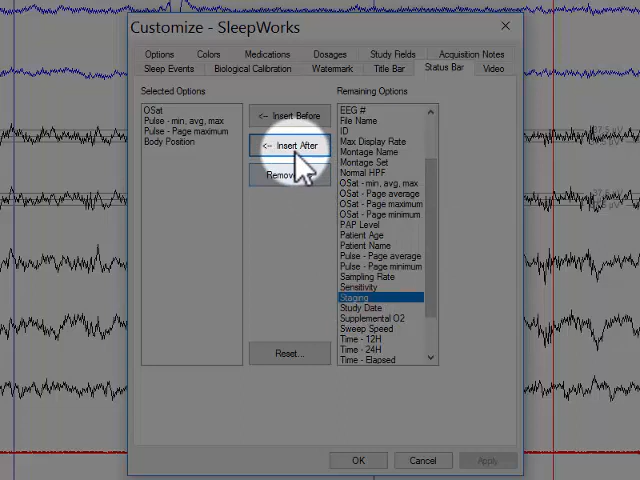 Customize - SleepWorks
Options Colors Medications Dosages Study Fields Acquisition Notes
Sleep Events Biological Calibration Watermark Title Bar Status Bar Video
Selected Options
OSat
Pulse - min, avg, max
Pulse - Page maximum
Body Position
<- Insert Before
<- Insert After
Reset...
Remaining Options
EEG #
File Name
ID
Max Display Rate
Montage Name
Montage Set
Normal HPF
OSat - min, avg, max
OSat - Page average
OSat - Page maximum
OSat - Page minimum
PAP Level
Patient Age
Patient Name
Pulse - Page average
Pulse - Page minimum
Sampling Rate
Sensitivity
Staging
Study Date
Supplemental O2
Sweep Speed
Time - 12H
Time - 24H
Time - Elapsed
OK Cancel Apply